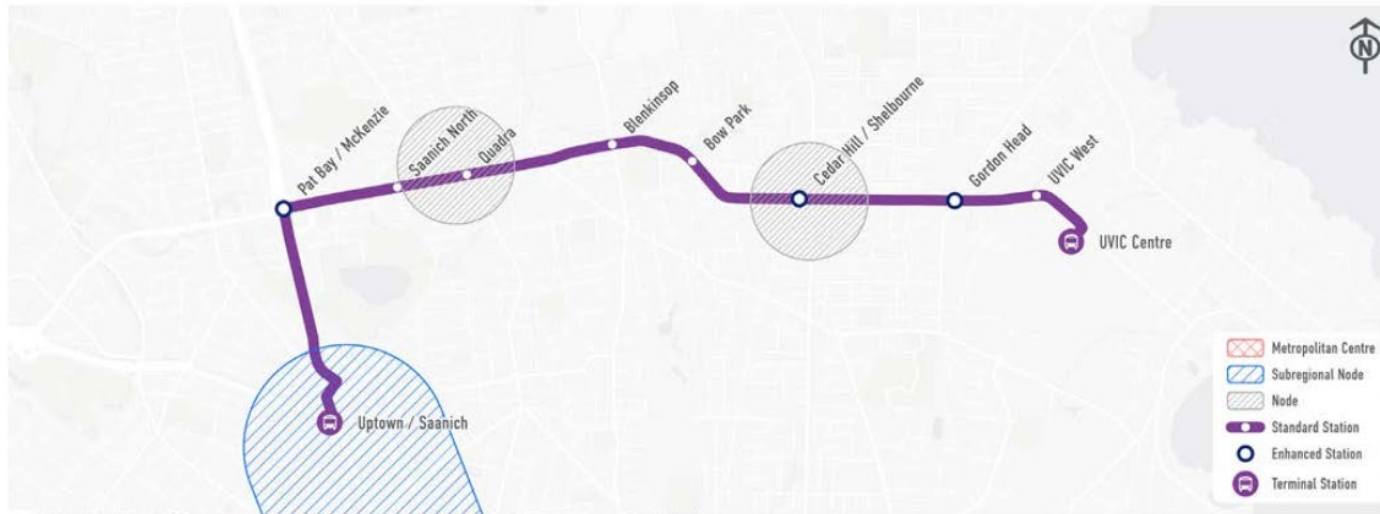 N
Pat Bay / McKenzie
Saanich North
Quadra
Blenkinsop
Bow Park
Cedar Hill / Shelbourne
Gordon Head
UVIC West
UVIC Centre
Uptown / Saanich
Metropolitan Centre
Subregional Node
Node
Standard Station
Enhanced Station
Terminal Station